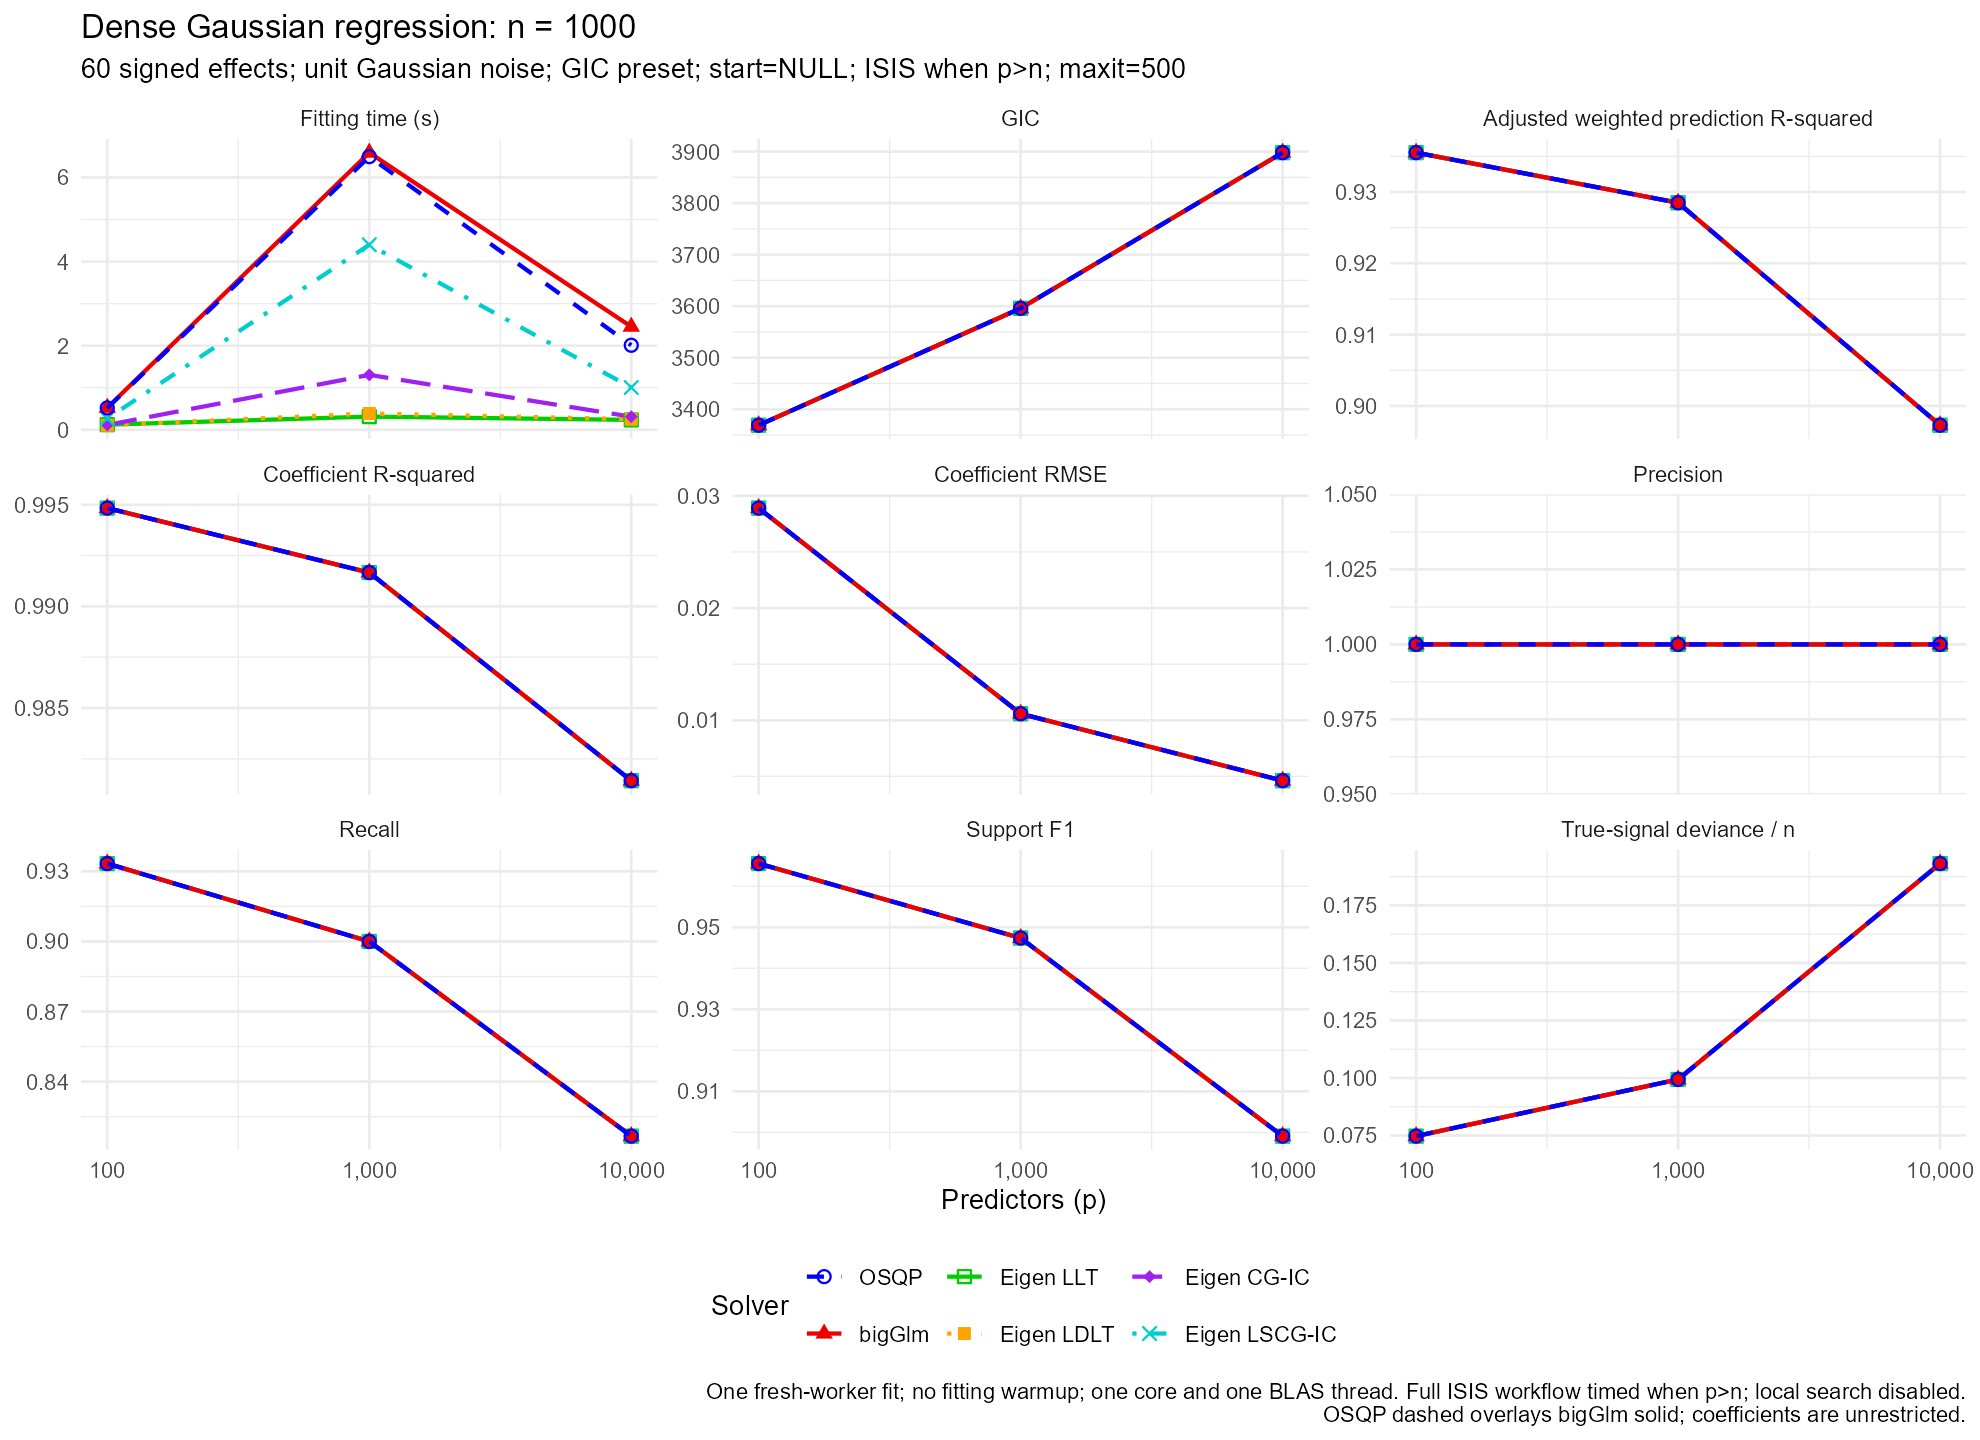 Dense Gaussian regression: n = 1000
60 signed effects; unit Gaussian noise; GIC preset; start=NULL; ISIS when p>n; maxit=500
Fitting time (s)
GIC
Adjusted weighted prediction R-squared
6
4
2
0
3900
3800
3700
3600
3500
3400
0.93
0.92
0.91
0.90
Coefficient R-squared
Coefficient RMSE
Precision
0.995
0.990
0.985
0.03
0.02
0.01
1.050
1.025
1.000
0.975
0.950
Recall
Support F1
True-signal deviance / n
0.93
0.90
0.87
0.84
0.95
0.93
0.91
0.175
0.150
0.125
0.100
0.075
100 1,000 10,000
100 1,000 10,000
100 1,000 10,000
Predictors (p)
Solver
OSQP Eigen LLT Eigen CG-IC
bigGlm Eigen LDLT Eigen LSCG-IC
One fresh-worker fit; no fitting warmup; one core and one BLAS thread. Full ISIS workflow timed when p>n; local search disabled.
OSQP dashed overlays bigGlm solid; coefficients are unrestricted.